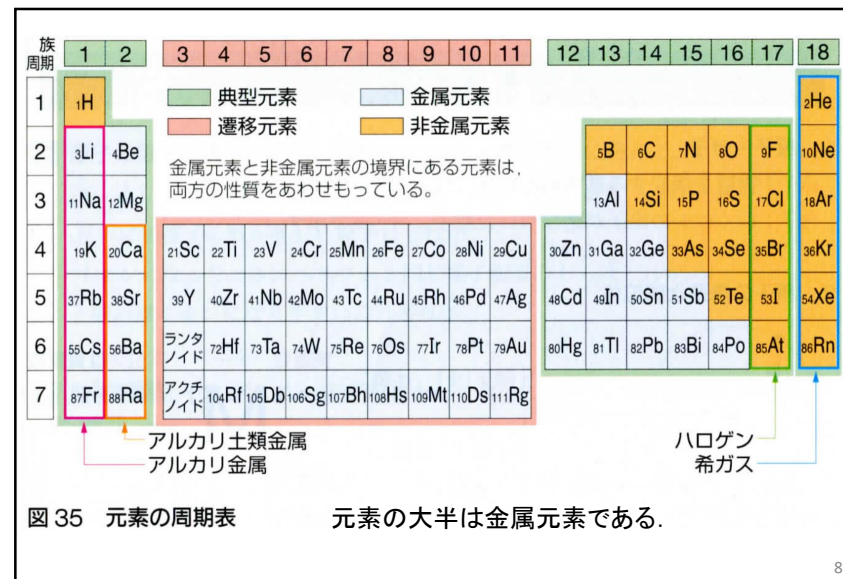 族
周期
1 2 3 4 5 6 7 8 9 10 11 12 13 14 15 16 17 18
1 ₁H ₂He
典型元素 金属元素
遷移元素 非金属元素
2 ₃Li ₄Be ₅B ₆C ₇N ₈O ₉F ₁₀Ne
金属元素と非金属元素の境界にある元素は，
両方の性質をあわせもっている。
3 ₁₁Na ₁₂Mg ₁₃Al ₁₄Si ₁₅P ₁₆S ₁₇Cl ₁₈Ar
4 ₁₉K ₂₀Ca ₂₁Sc ₂₂Ti ₂₃V ₂₄Cr ₂₅Mn ₂₆Fe ₂₇Co ₂₈Ni ₂₉Cu ₃₀Zn ₃₁Ga ₃₂Ge ₃₃As ₃₄Se ₃₅Br ₃₆Kr
5 ₃₇Rb ₃₈Sr ₃₉Y ₄₀Zr ₄₁Nb ₄₂Mo ₄₃Tc ₄₄Ru ₄₅Rh ₄₆Pd ₄₇Ag ₄₈Cd ₄₉In ₅₀Sn ₅₁Sb ₅₂Te ₅₃I ₅₄Xe
6 ₅₅Cs ₅₆Ba ランタノイド ₇₂Hf ₇₃Ta ₇₄W ₇₅Re ₇₆Os ₇₇Ir ₇₈Pt ₇₉Au ₈₀Hg ₈₁Tl ₈₂Pb ₈₃Bi ₈₄Po ₈₅At ₈₆Rn
7 ₈₇Fr ₈₈Ra アクチノイド ₁₀₄Rf ₁₀₅Db ₁₀₆Sg ₁₀₇Bh ₁₀₈Hs ₁₀₉Mt ₁₁₀Ds ₁₁₁Rg
アルカリ土類金属 ハロゲン
アルカリ金属 希ガス
図 35 元素の周期表 元素の大半は金属元素である.
8